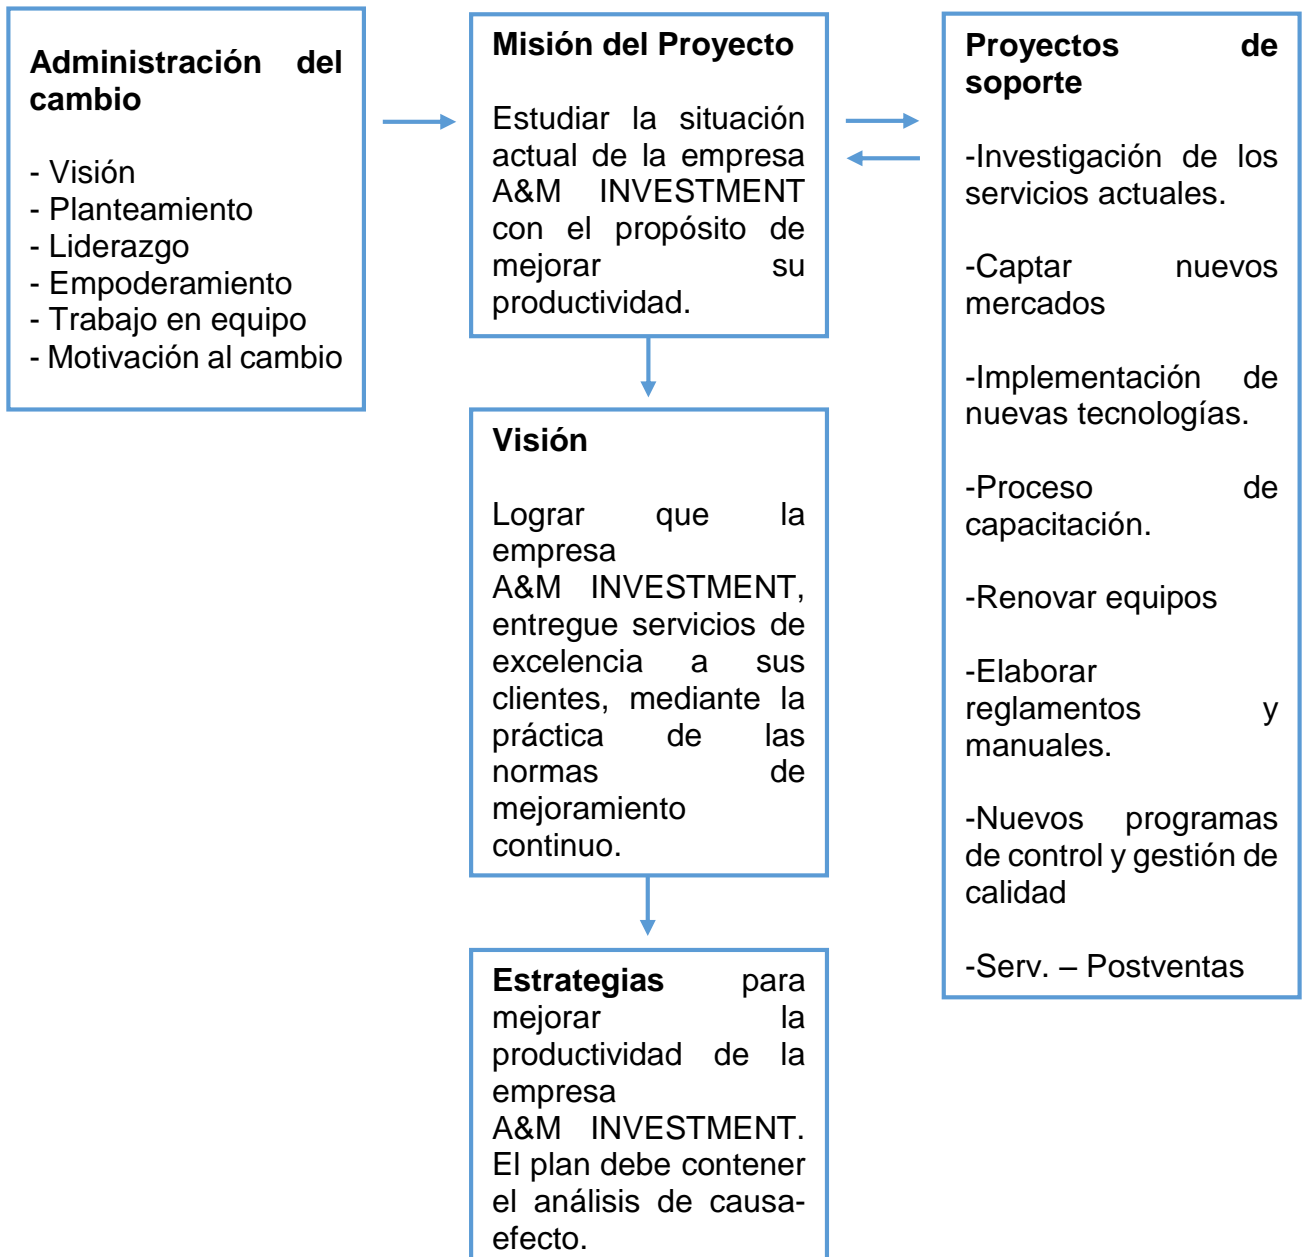 Administración del
cambio
- Visión
- Planteamiento
- Liderazgo
- Empoderamiento
- Trabajo en equipo
- Motivación al cambio
Misión del Proyecto
Estudiar la situación
actual de la empresa
A&M INVESTMENT
con el propósito de
mejorar su
productividad.
Visión
Lograr que la
empresa
A&M INVESTMENT,
entregue servicios de
excelencia a sus
clientes, mediante la
práctica de las
normas de
mejoramiento
continuo.
Estrategias para
mejorar la
productividad de la
empresa
A&M INVESTMENT.
El plan debe contener
el análisis de causa-
efecto.
Proyectos de
soporte
-Investigación de los
servicios actuales.
-Captar nuevos
mercados
-Implementación de
nuevas tecnologías.
-Proceso de
capacitación.
-Renovar equipos
-Elaborar
reglamentos y
manuales.
-Nuevos programas
de control y gestión de
calidad
-Serv. – Postventas